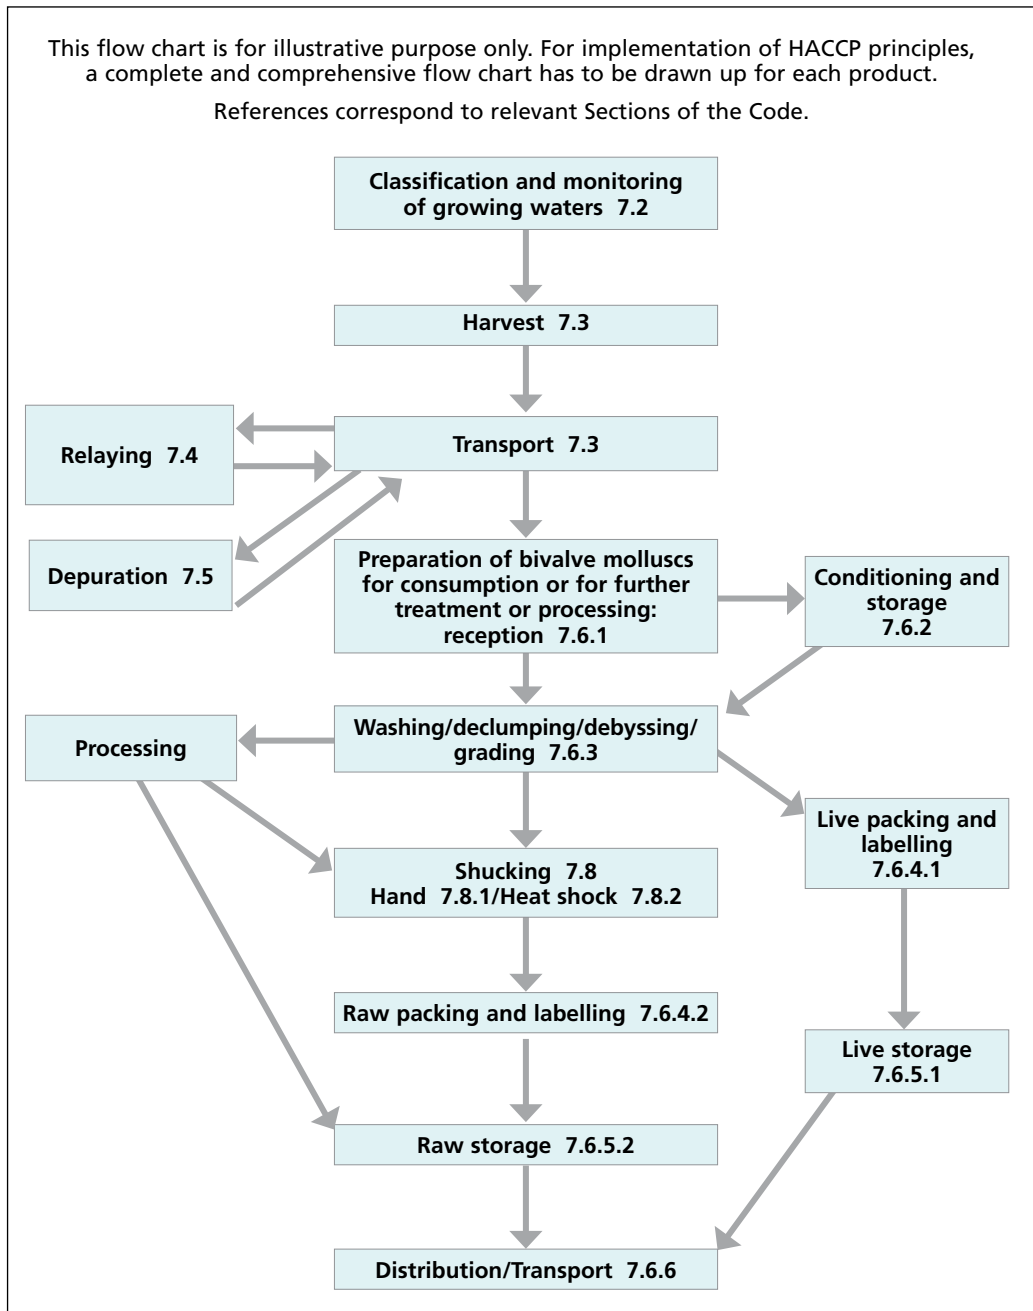 This flow chart is for illustrative purpose only. For implementation of HACCP principles,
a complete and comprehensive flow chart has to be drawn up for each product.
References correspond to relevant Sections of the Code.
Classification and monitoring
of growing waters 7.2
Harvest 7.3
Relaying 7.4
Transport 7.3
Depuration 7.5
Preparation of bivalve molluscs
for consumption or for further
treatment or processing:
reception 7.6.1
Conditioning and
storage
7.6.2
Processing
Washing/declumping/debyssing/
grading 7.6.3
Live packing and
labelling
7.6.4.1
Shucking 7.8
Hand 7.8.1/Heat shock 7.8.2
Raw packing and labelling 7.6.4.2
Live storage
7.6.5.1
Raw storage 7.6.5.2
Distribution/Transport 7.6.6